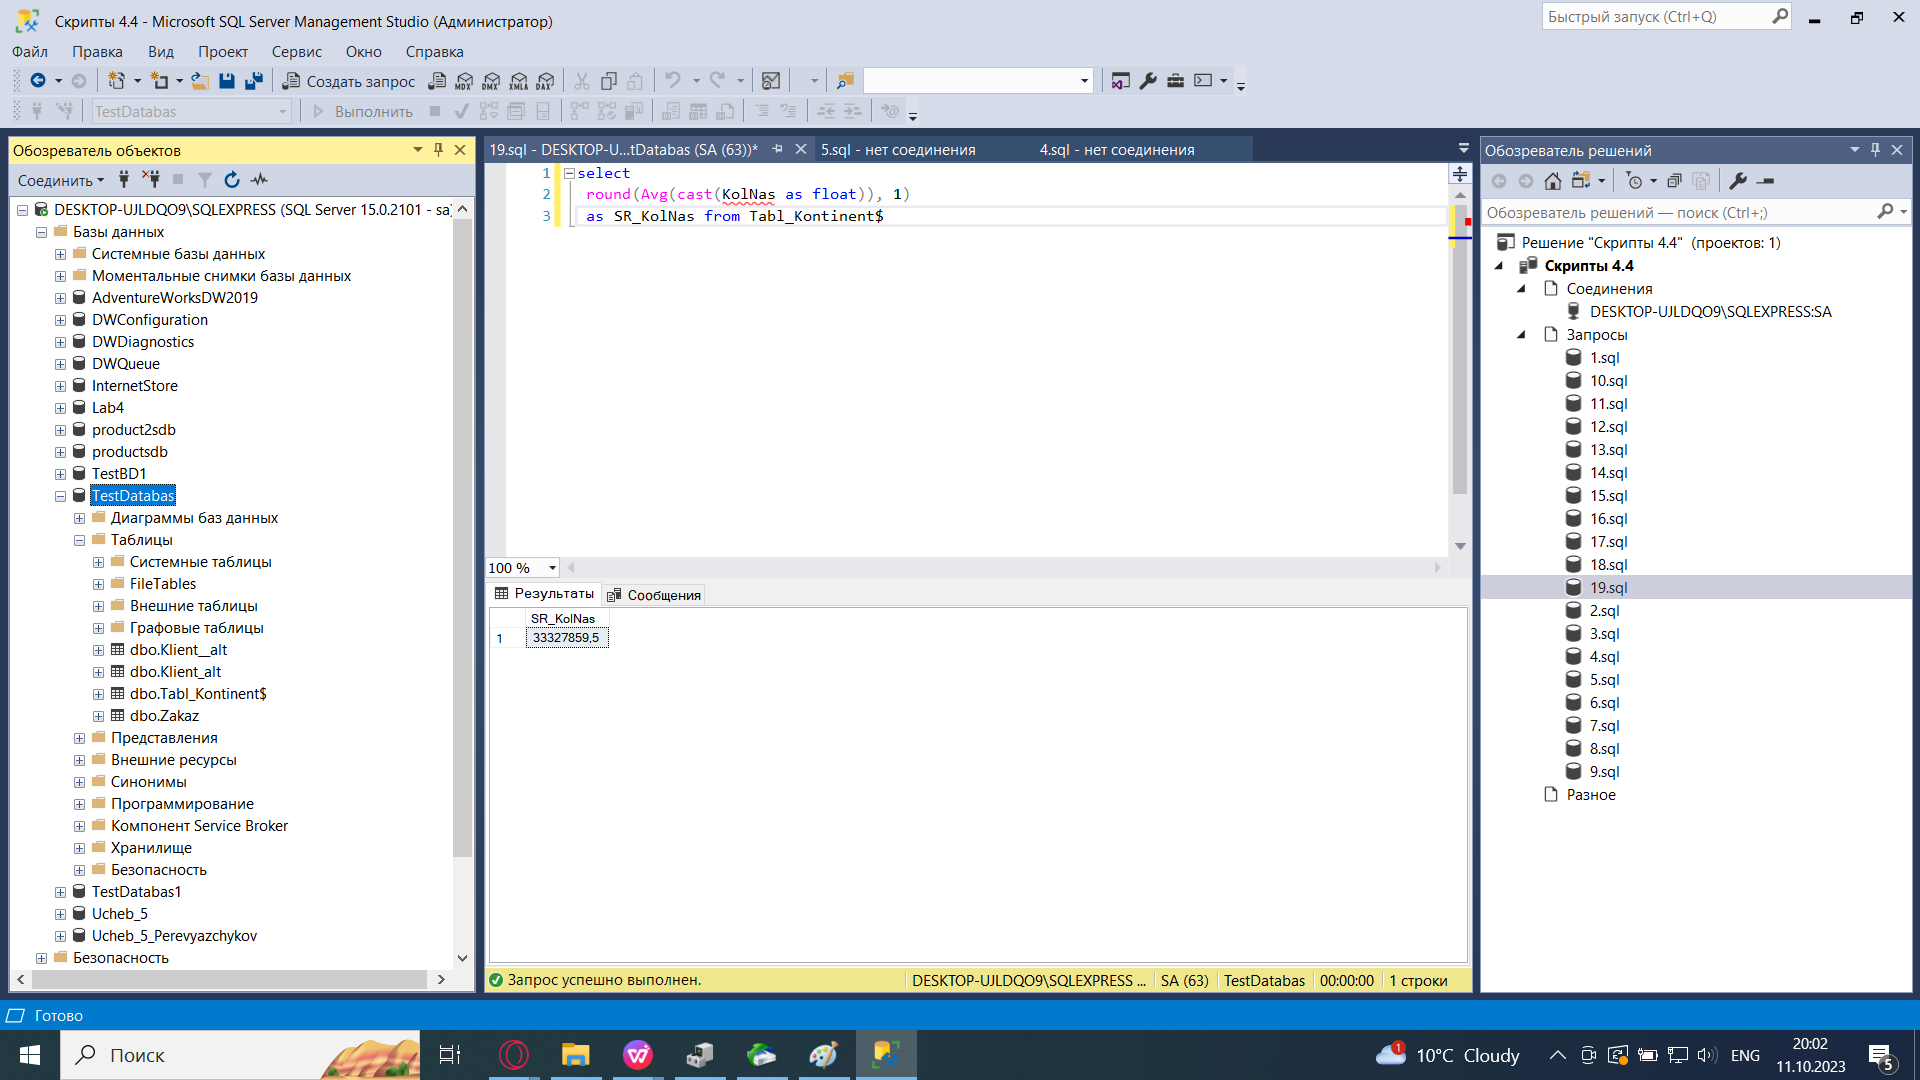 Скрипты 4.4 - Microsoft SQL Server Management Studio (Администратор)
Быстрый запуск (Ctrl+Q)
Файл Правка Вид Проект Сервис Окно Справка
Создать запрос
MDX DMX XMLA DAX
TestDatabas
Выполнить
Обозреватель объектов
Соединить
DESKTOP-UJLDQO9\SQLEXPRESS (SQL Server 15.0.2101 - sa)
Базы данных
Системные базы данных
Моментальные снимки базы данных
AdventureWorksDW2019
DWConfiguration
DWDiagnostics
DWQueue
InternetStore
Lab4
product2sdb
productsdb
TestBD1
TestDatabas
Диаграммы баз данных
Таблицы
Системные таблицы
FileTables
Внешние таблицы
Графовые таблицы
dbo.Klient__alt
dbo.Klient_alt
dbo.Tabl_Kontinent$
dbo.Zakaz
Представления
Внешние ресурсы
Синонимы
Программирование
Компонент Service Broker
Хранилище
Безопасность
TestDatabas1
Ucheb_5
Ucheb_5_Perevyazchykov
Безопасность
19.sql - DESKTOP-U...tDatabas (SA (63))*
5.sql - нет соединения
4.sql - нет соединения
1 select
2 round(Avg(cast(KolNas as float)), 1)
3 as SR_KolNas from Tabl_Kontinent$
100 %
Результаты
Сообщения
SR_KolNas
1 33327859,5
Запрос успешно выполнен.
DESKTOP-UJLDQO9\SQLEXPRESS ...
SA (63)
TestDatabas
00:00:00
1 строки
Обозреватель решений
Обозреватель решений — поиск (Ctrl+;)
Решение "Скрипты 4.4" (проектов: 1)
Скрипты 4.4
Соединения
DESKTOP-UJLDQO9\SQLEXPRESS:SA
Запросы
1.sql
10.sql
11.sql
12.sql
13.sql
14.sql
15.sql
16.sql
17.sql
18.sql
19.sql
2.sql
3.sql
4.sql
5.sql
6.sql
7.sql
8.sql
9.sql
Разное
Готово
Поиск
1
10°C Cloudy
ENG
20:02
11.10.2023
5